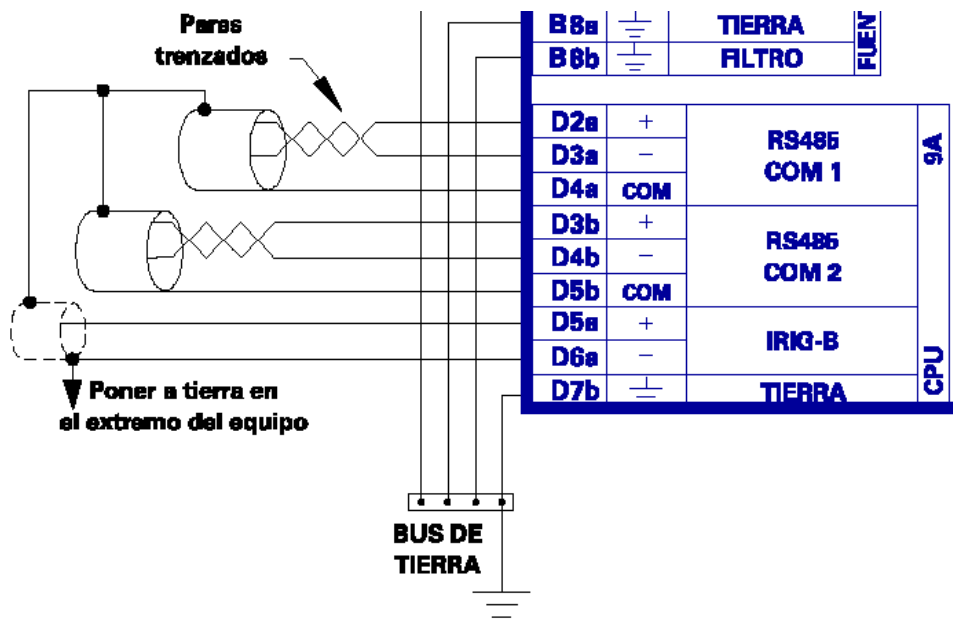 Pares
trenzados
B8a TIERRA
B8b FILTRO
FUEN
D2a + RS485 COM 1
D3a −
D4a COM
D3b + RS485 COM 2
D4b −
D5b COM
D5a + IRIG-B
D6a −
D7b TIERRA
9A
CPU
Poner a tierra en
el extremo del equipo
BUS DE
TIERRA